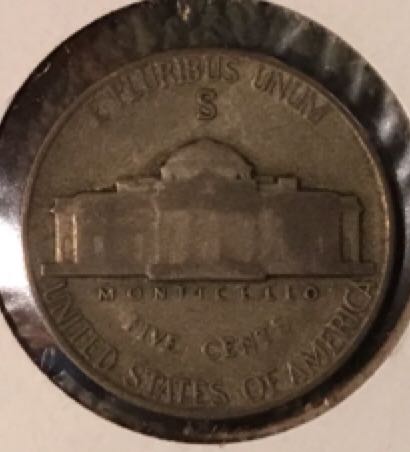 E PLURIBUS UNUM
S
MONTICELLO
FIVE CENTS
UNITED STATES OF AMERICA